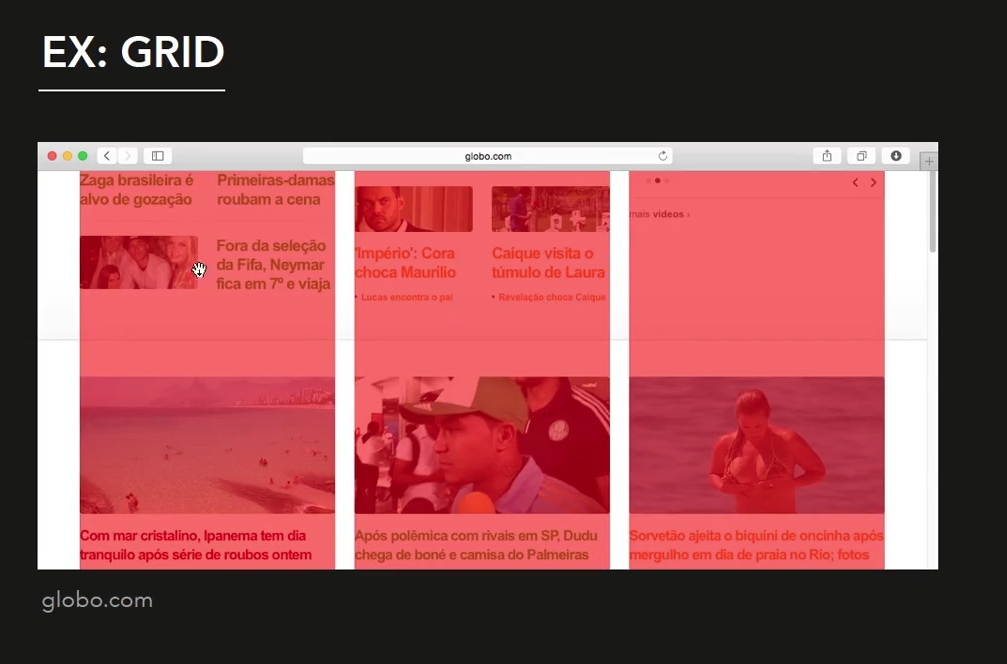 EX: GRID
globo.com
Zaga brasileira é
alvo de gozação
Primeiras-damas
roubam a cena
Fora da seleção
da Fifa, Neymar
fica em 7º e viaja
'Império': Cora
choca Maurílio
• Lucas encontra o pai
Caíque visita o
túmulo de Laura
• Revelação choca Caíque
mais vídeos ›
Com mar cristalino, Ipanema tem dia
tranquilo após série de roubos ontem
Após polêmica com rivais em SP, Dudu
chega de boné e camisa do Palmeiras
Sorvetão ajeita o biquíni de oncinha após
mergulho em dia de praia no Rio; fotos
globo.com